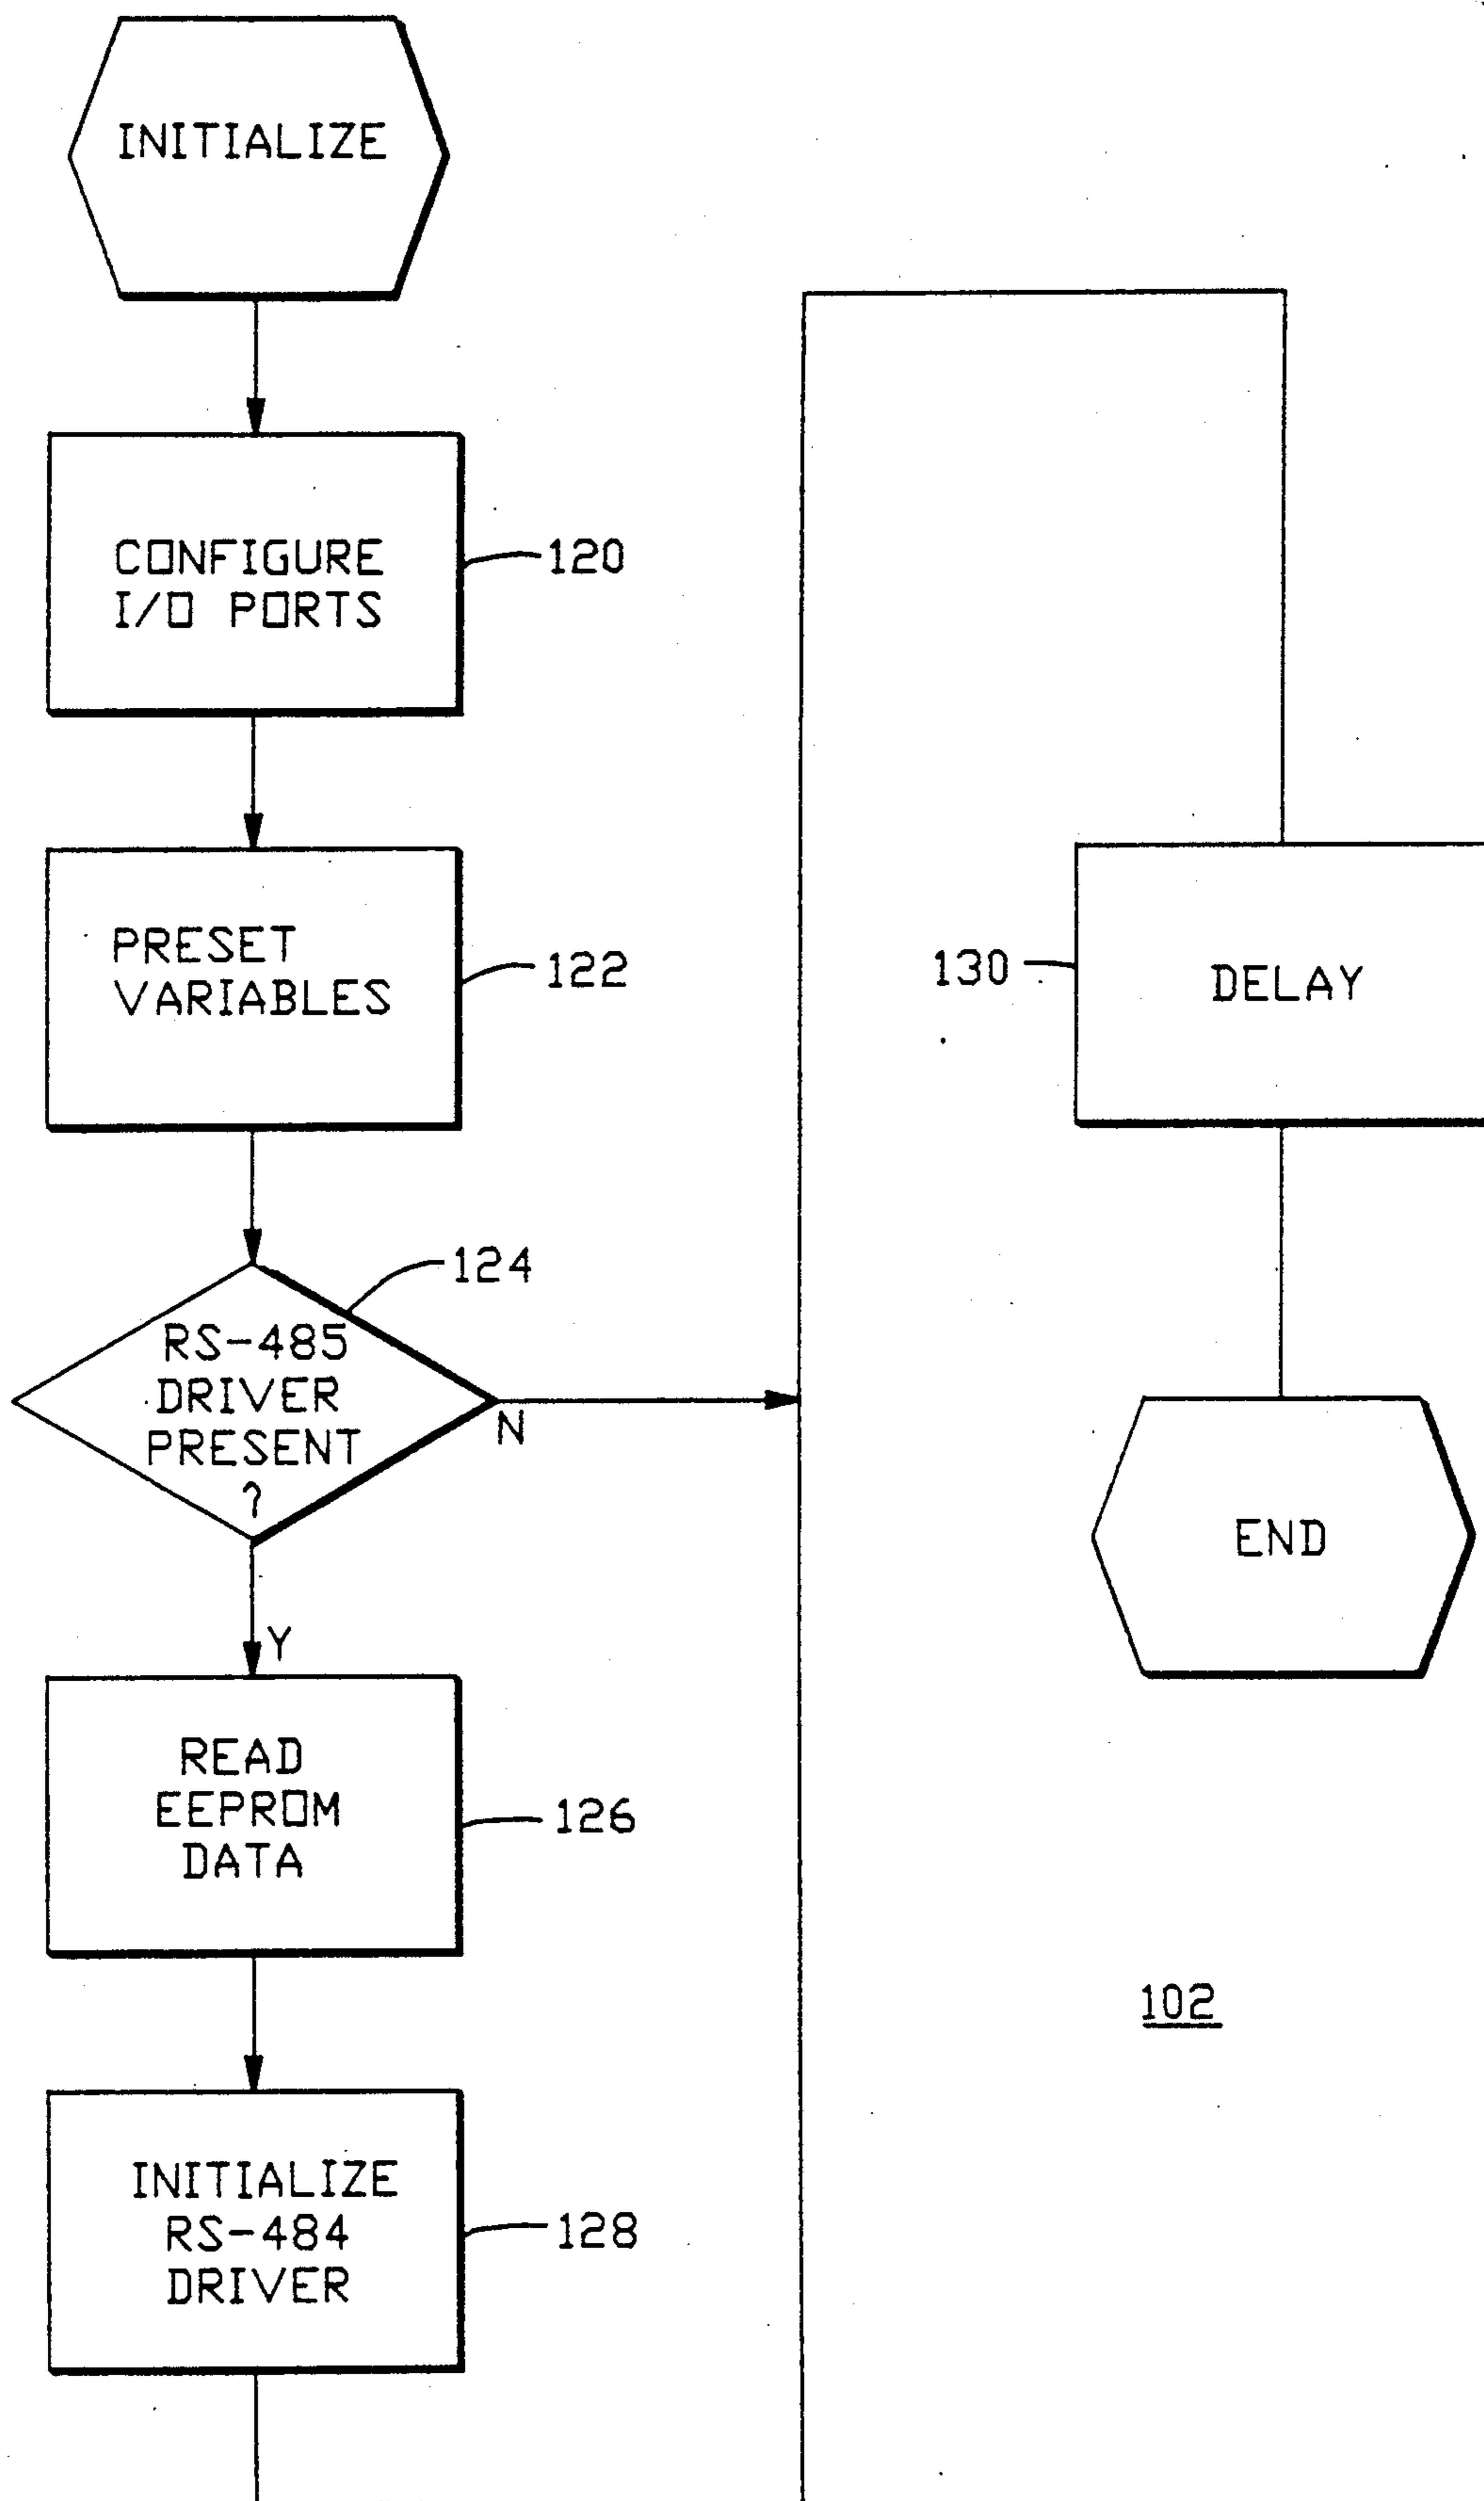 INITIALIZE
CONFIGURE
I/O PORTS
120
PRESET
VARIABLES
122
124
RS-485
DRIVER
PRESENT
?
N
Y
READ
EEPROM
DATA
126
INITIALIZE
RS-484
DRIVER
128
130
DELAY
END
102